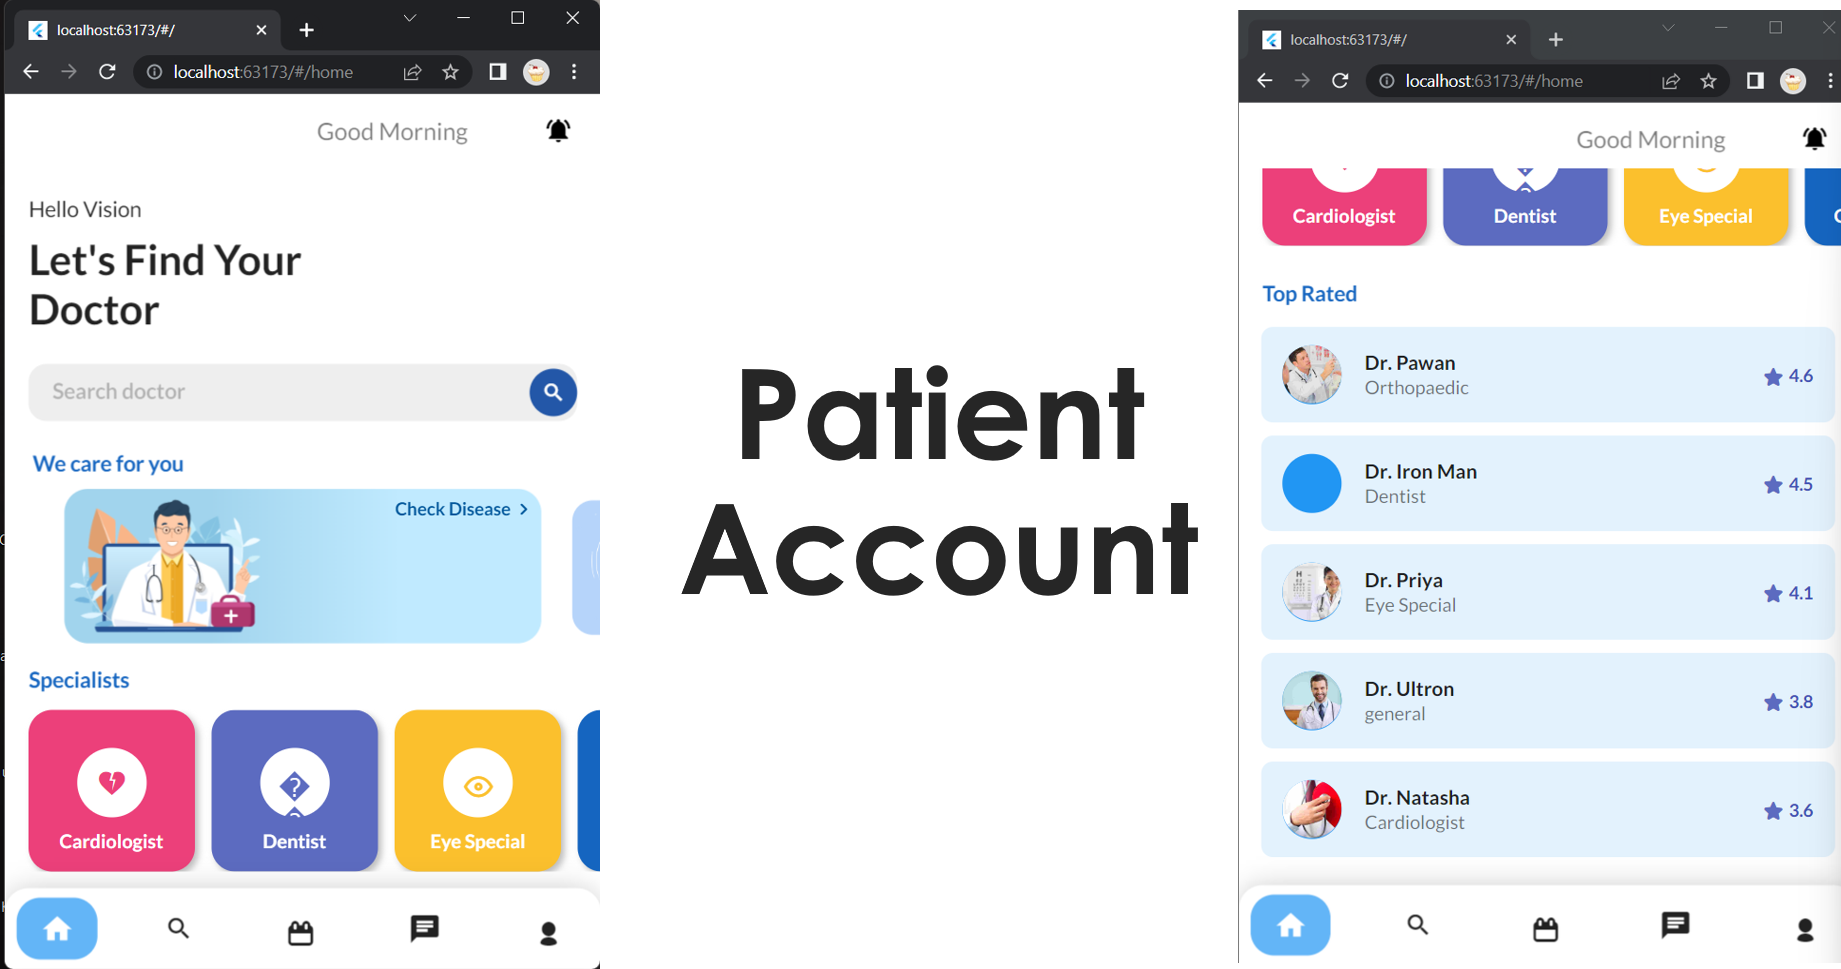 localhost:63173/#/
localhost:63173/#/home
Good Morning
Hello Vision
Let's Find Your
Doctor
Search doctor
We care for you
Check Disease
Specialists
Cardiologist
Dentist
Eye Special
Patient
Account
localhost:63173/#/
localhost:63173/#/home
Good Morning
Cardiologist
Dentist
Eye Special
Top Rated
Dr. Pawan
Orthopaedic
4.6
Dr. Iron Man
Dentist
4.5
Dr. Priya
Eye Special
4.1
Dr. Ultron
general
3.8
Dr. Natasha
Cardiologist
3.6